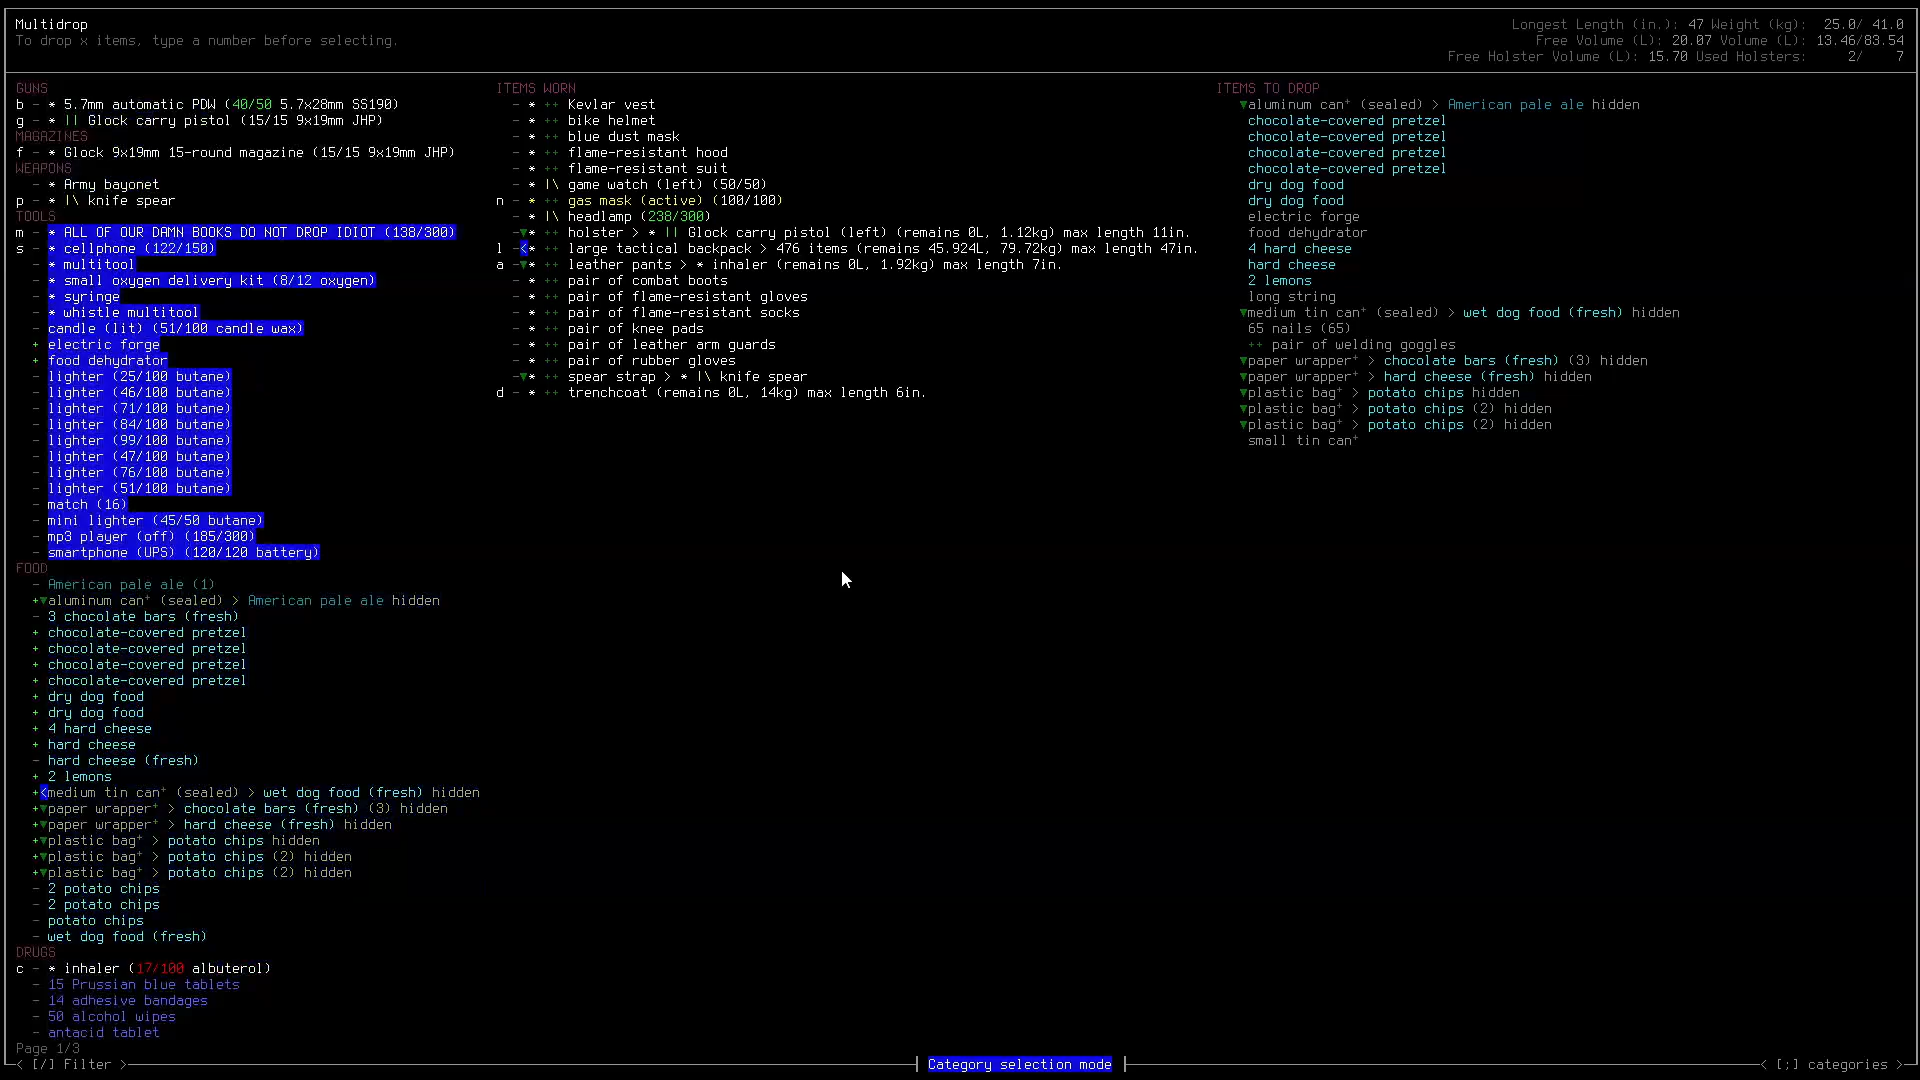 Multidrop
To drop x items, type a number before selecting.
Longest Length (in.): 47 Weight (kg): 25.0/ 41.0
Free Volume (L): 20.07 Volume (L): 13.46/83.54
Free Holster Volume (L): 15.70 Used Holsters: 2/ 7
GUNS
b - * 5.7mm automatic PDW (40/50 5.7x28mm SS190)
g - * || Glock carry pistol (15/15 9x19mm JHP)
MAGAZINES
f - * Glock 9x19mm 15-round magazine (15/15 9x19mm JHP)
WEAPONS
- * Army bayonet
p - * |\ knife spear
TOOLS
m - * ALL OF OUR DAMN BOOKS DO NOT DROP IDIOT (138/300)
s - * cellphone (122/150)
- * multitool
- * small oxygen delivery kit (8/12 oxygen)
- * syringe
- * whistle multitool
- candle (lit) (51/100 candle wax)
+ electric forge
+ food dehydrator
- lighter (25/100 butane)
- lighter (46/100 butane)
- lighter (71/100 butane)
- lighter (84/100 butane)
- lighter (99/100 butane)
- lighter (47/100 butane)
- lighter (76/100 butane)
- lighter (51/100 butane)
- match (16)
- mini lighter (45/50 butane)
- mp3 player (off) (185/300)
- smartphone (UPS) (120/120 battery)
FOOD
- American pale ale (1)
+▼aluminum can⁺ (sealed) > American pale ale hidden
- 3 chocolate bars (fresh)
+ chocolate-covered pretzel
+ chocolate-covered pretzel
+ chocolate-covered pretzel
+ chocolate-covered pretzel
+ dry dog food
+ dry dog food
+ 4 hard cheese
+ hard cheese
- hard cheese (fresh)
+ 2 lemons
+<medium tin can⁺ (sealed) > wet dog food (fresh) hidden
+▼paper wrapper⁺ > chocolate bars (fresh) (3) hidden
+▼paper wrapper⁺ > hard cheese (fresh) hidden
+▼plastic bag⁺ > potato chips hidden
+▼plastic bag⁺ > potato chips (2) hidden
+▼plastic bag⁺ > potato chips (2) hidden
- 2 potato chips
- 2 potato chips
- potato chips
- wet dog food (fresh)
DRUGS
c - * inhaler (17/100 albuterol)
- 15 Prussian blue tablets
- 14 adhesive bandages
- 50 alcohol wipes
- antacid tablet
Page 1/3
ITEMS WORN
- * ++ Kevlar vest
- * ++ bike helmet
- * ++ blue dust mask
- * ++ flame-resistant hood
- * ++ flame-resistant suit
- * |\ game watch (left) (50/50)
n - * ++ gas mask (active) (100/100)
- * |\ headlamp (238/300)
-▼* ++ holster > * || Glock carry pistol (left) (remains 0L, 1.12kg) max length 11in.
l -<* ++ large tactical backpack > 476 items (remains 45.924L, 79.72kg) max length 47in.
a -▼* ++ leather pants > * inhaler (remains 0L, 1.92kg) max length 7in.
- * ++ pair of combat boots
- * ++ pair of flame-resistant gloves
- * ++ pair of flame-resistant socks
- * ++ pair of knee pads
- * ++ pair of leather arm guards
- * ++ pair of rubber gloves
-▼* ++ spear strap > * |\ knife spear
d - * ++ trenchcoat (remains 0L, 14kg) max length 6in.
ITEMS TO DROP
▼aluminum can⁺ (sealed) > American pale ale hidden
chocolate-covered pretzel
chocolate-covered pretzel
chocolate-covered pretzel
chocolate-covered pretzel
dry dog food
dry dog food
electric forge
food dehydrator
4 hard cheese
hard cheese
2 lemons
long string
▼medium tin can⁺ (sealed) > wet dog food (fresh) hidden
65 nails (65)
++ pair of welding goggles
▼paper wrapper⁺ > chocolate bars (fresh) (3) hidden
▼paper wrapper⁺ > hard cheese (fresh) hidden
▼plastic bag⁺ > potato chips hidden
▼plastic bag⁺ > potato chips (2) hidden
▼plastic bag⁺ > potato chips (2) hidden
small tin can⁺
< [/] Filter >
Category selection mode
< [;] categories >